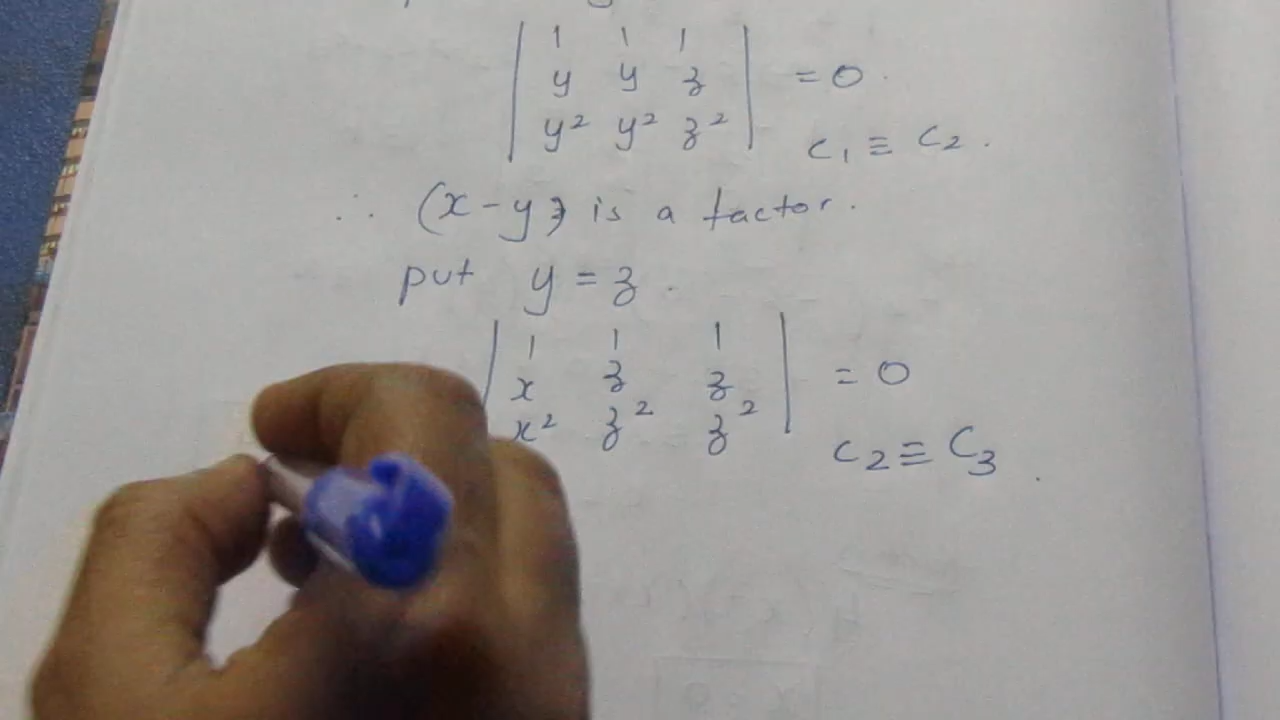 1 1 1
y y z = 0.
y² y² z²
C₁ ≡ C₂.
∴ (x-y) is a factor.
put y = z.
1 1 1
x z z = 0
x² z² z²
C₂ ≡ C₃.